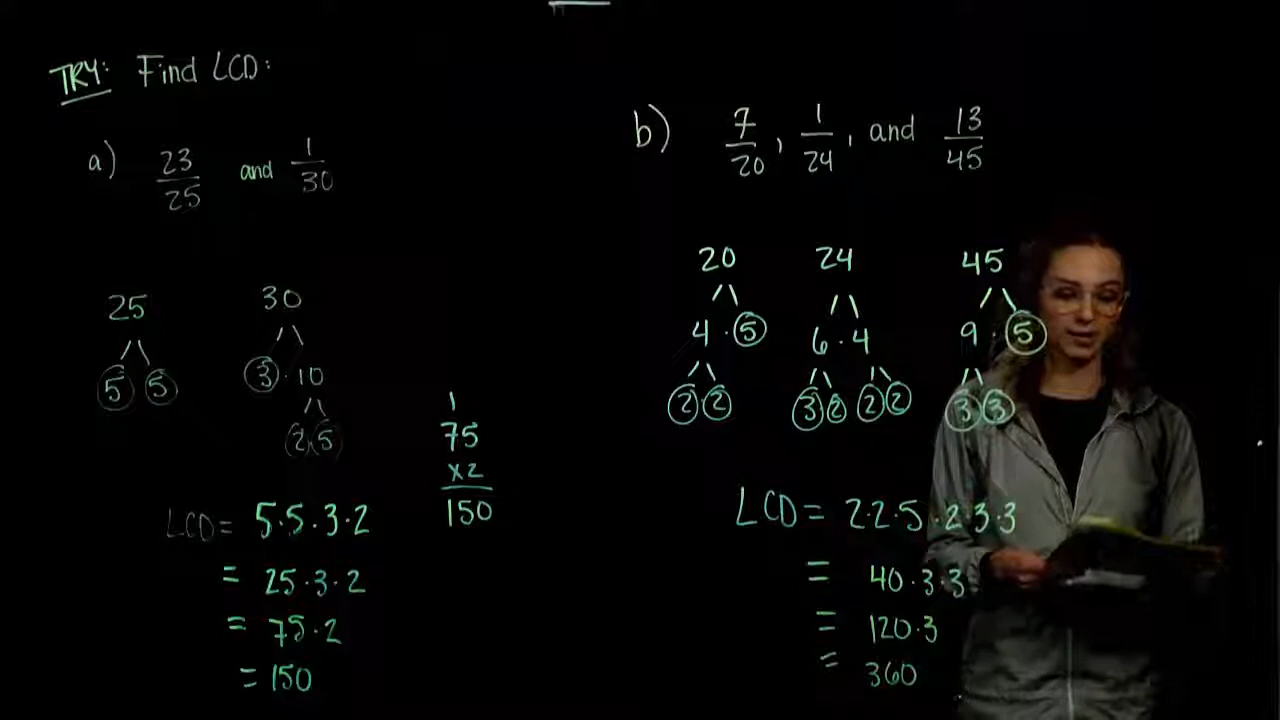 TRY: Find LCD:
a) 23/25 and 1/30
25 30
5 5 3 · 10
2 · 5
1
75
x2
150
LCD = 5·5·3·2
= 25·3·2
= 75·2
= 150
b) 7/20, 1/24, and 13/45
20 24 45
4 · 5 6 · 4 9 · 5
2 · 2 3 2 2 2 3 3
LCD = 2·2·5·2·3·3
= 40·3·3
= 120·3
= 360